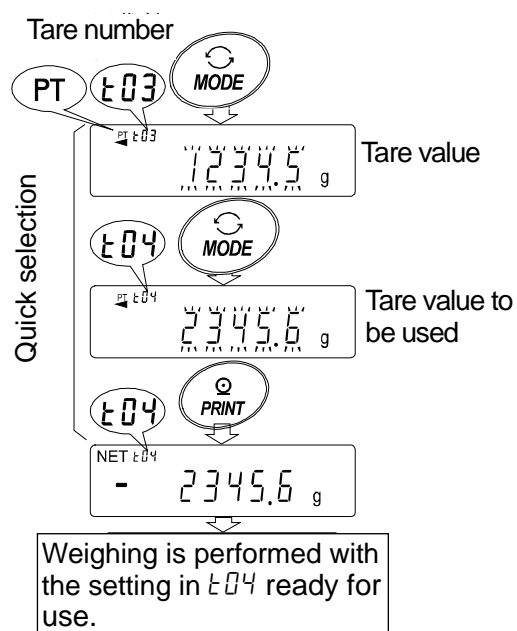 Tare number
MODE
PT
t03
PT t03
1234.5 g
Tare value
Quick selection
MODE
t04
PT t04
2345.6 g
Tare value to
be used
PRINT
t04
NET t04
- 2345.6 g
Weighing is performed with
the setting in t04 ready for
use.